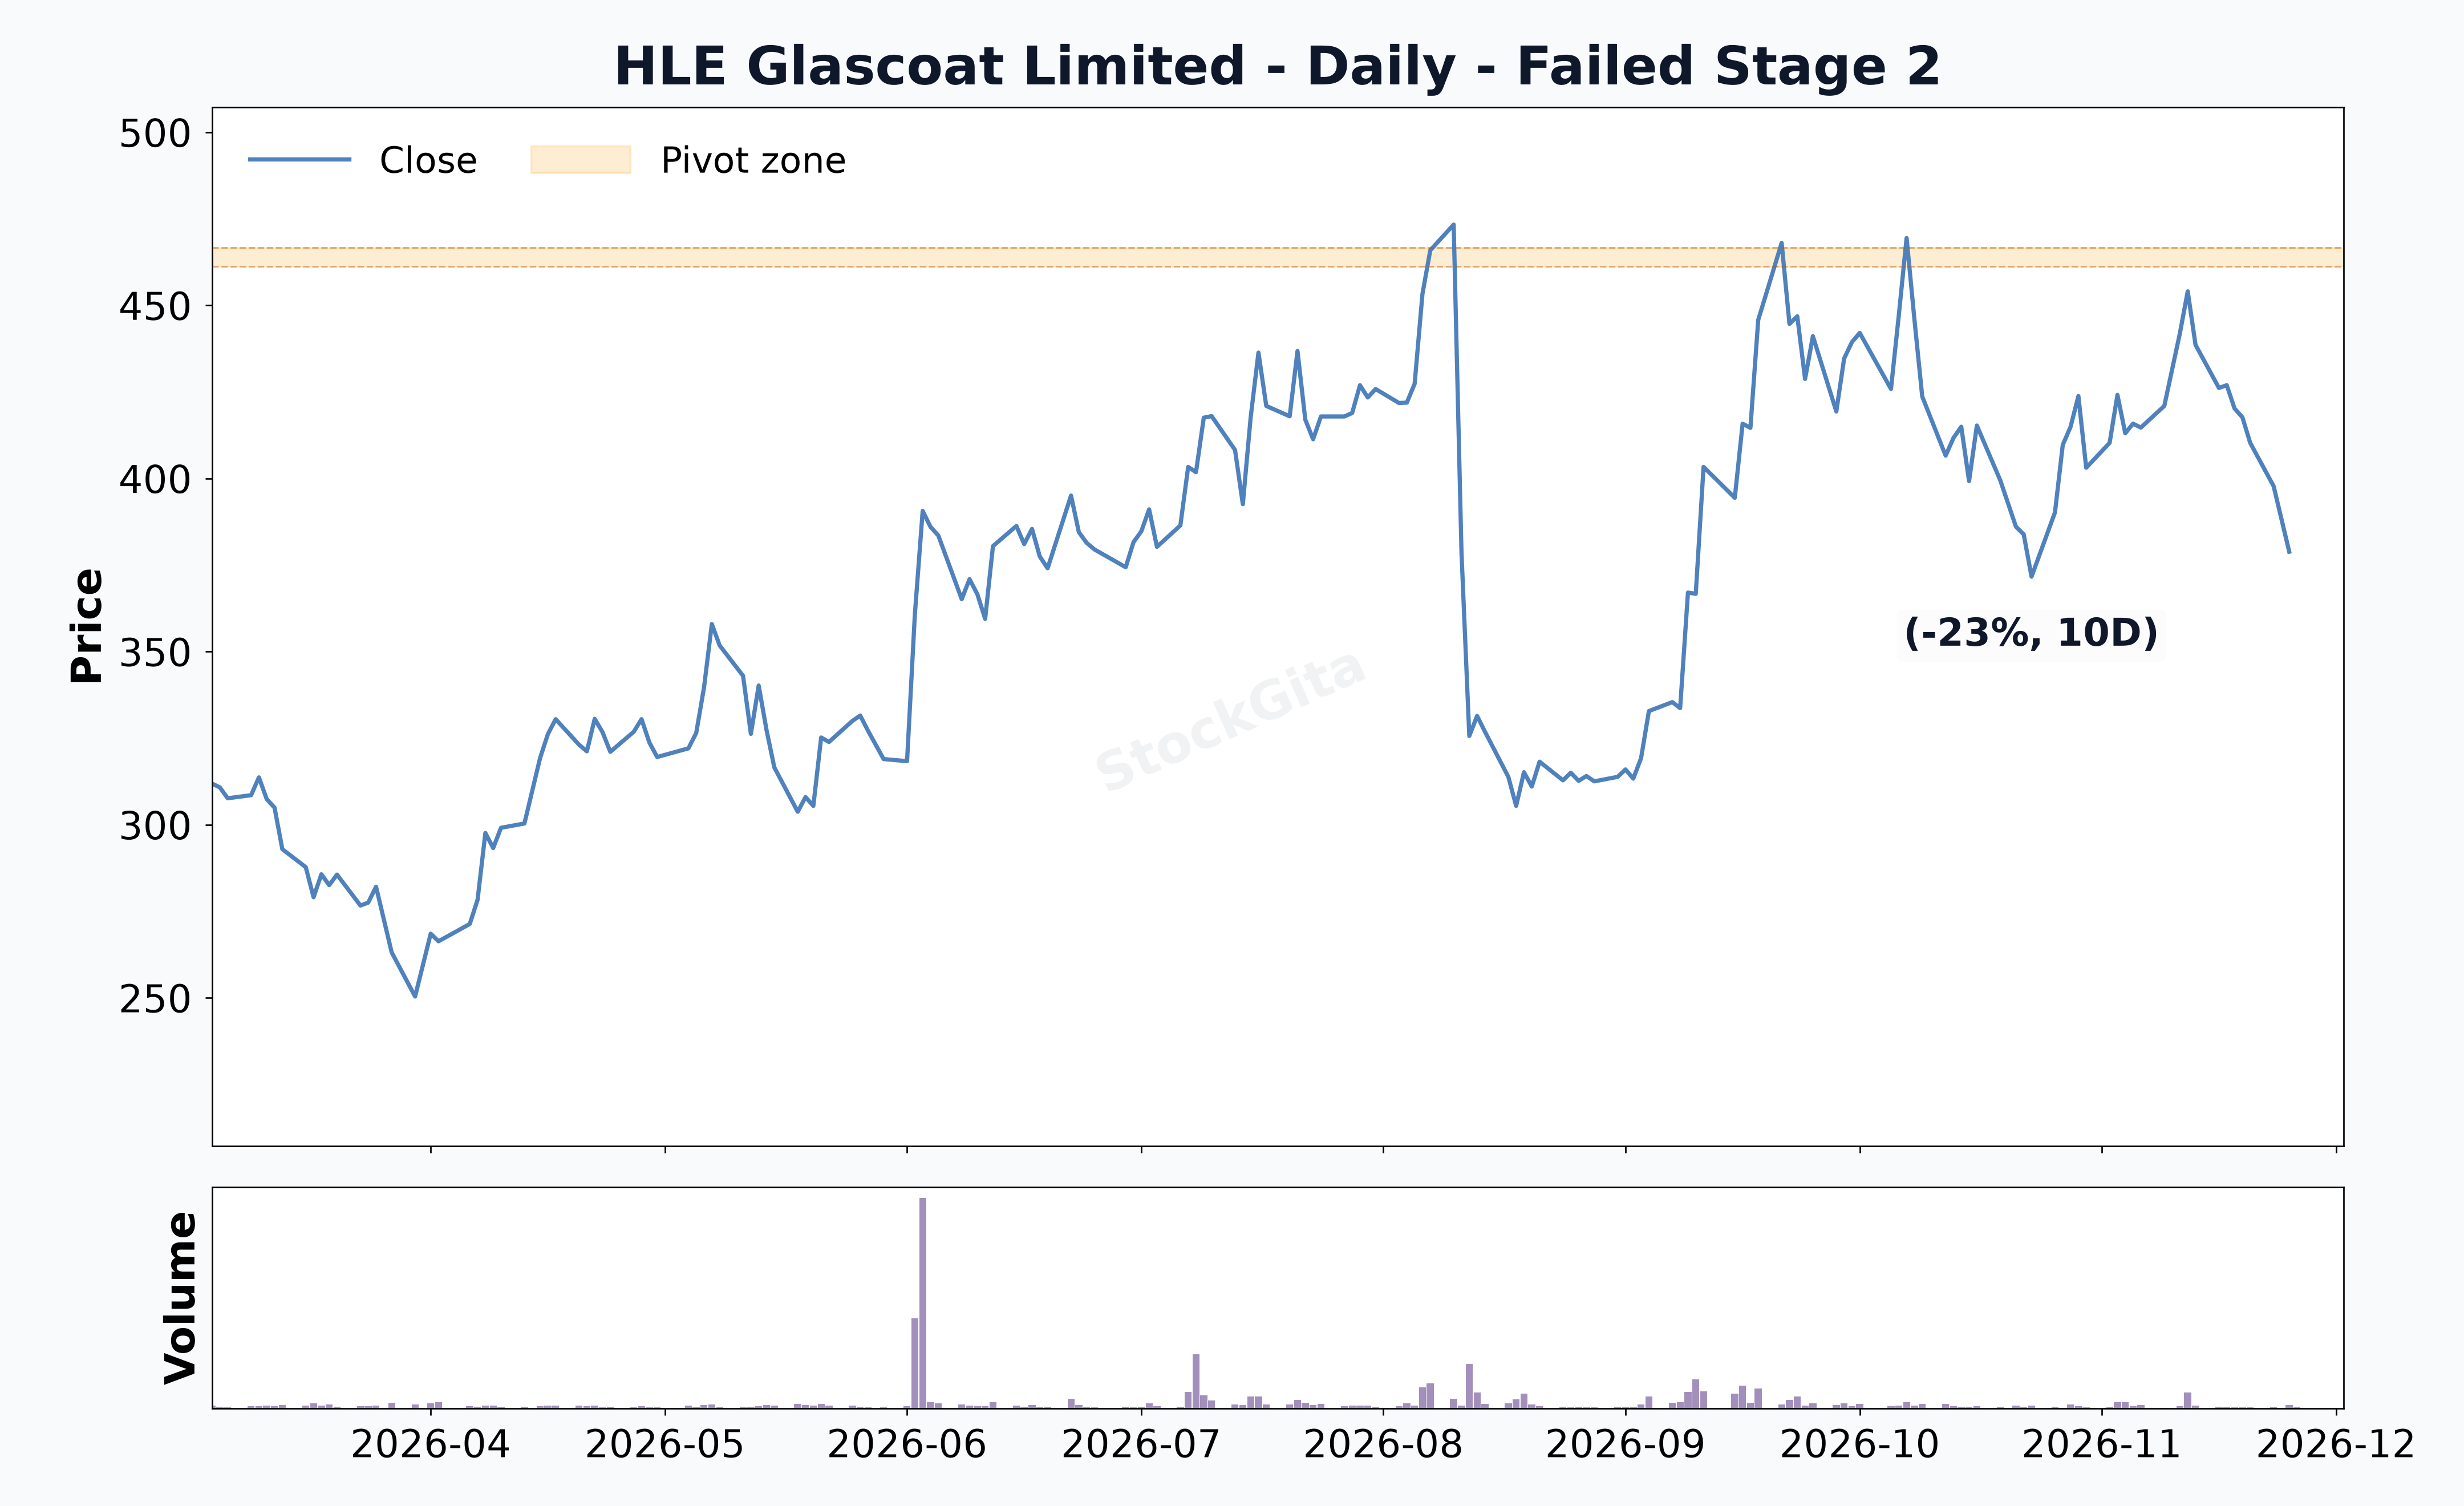 HLE Glascoat Limited - Daily - Failed Stage 2
Close
Pivot zone
Price
500
450
400
350
300
250
(-23%, 10D)
StockGita
Volume
2026-04
2026-05
2026-06
2026-07
2026-08
2026-09
2026-10
2026-11
2026-12